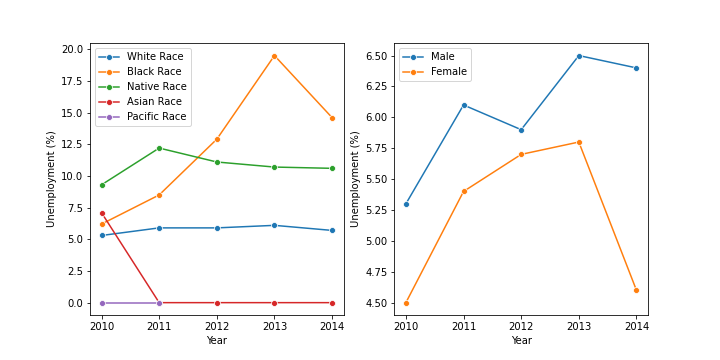 20.0
17.5
15.0
12.5
10.0
7.5
5.0
2.5
0.0
Unemployment (%)
White Race
Black Race
Native Race
Asian Race
Pacific Race
2010 2011 2012 2013 2014
Year
6.50
6.25
6.00
5.75
5.50
5.25
5.00
4.75
4.50
Unemployment (%)
Male
Female
2010 2011 2012 2013 2014
Year